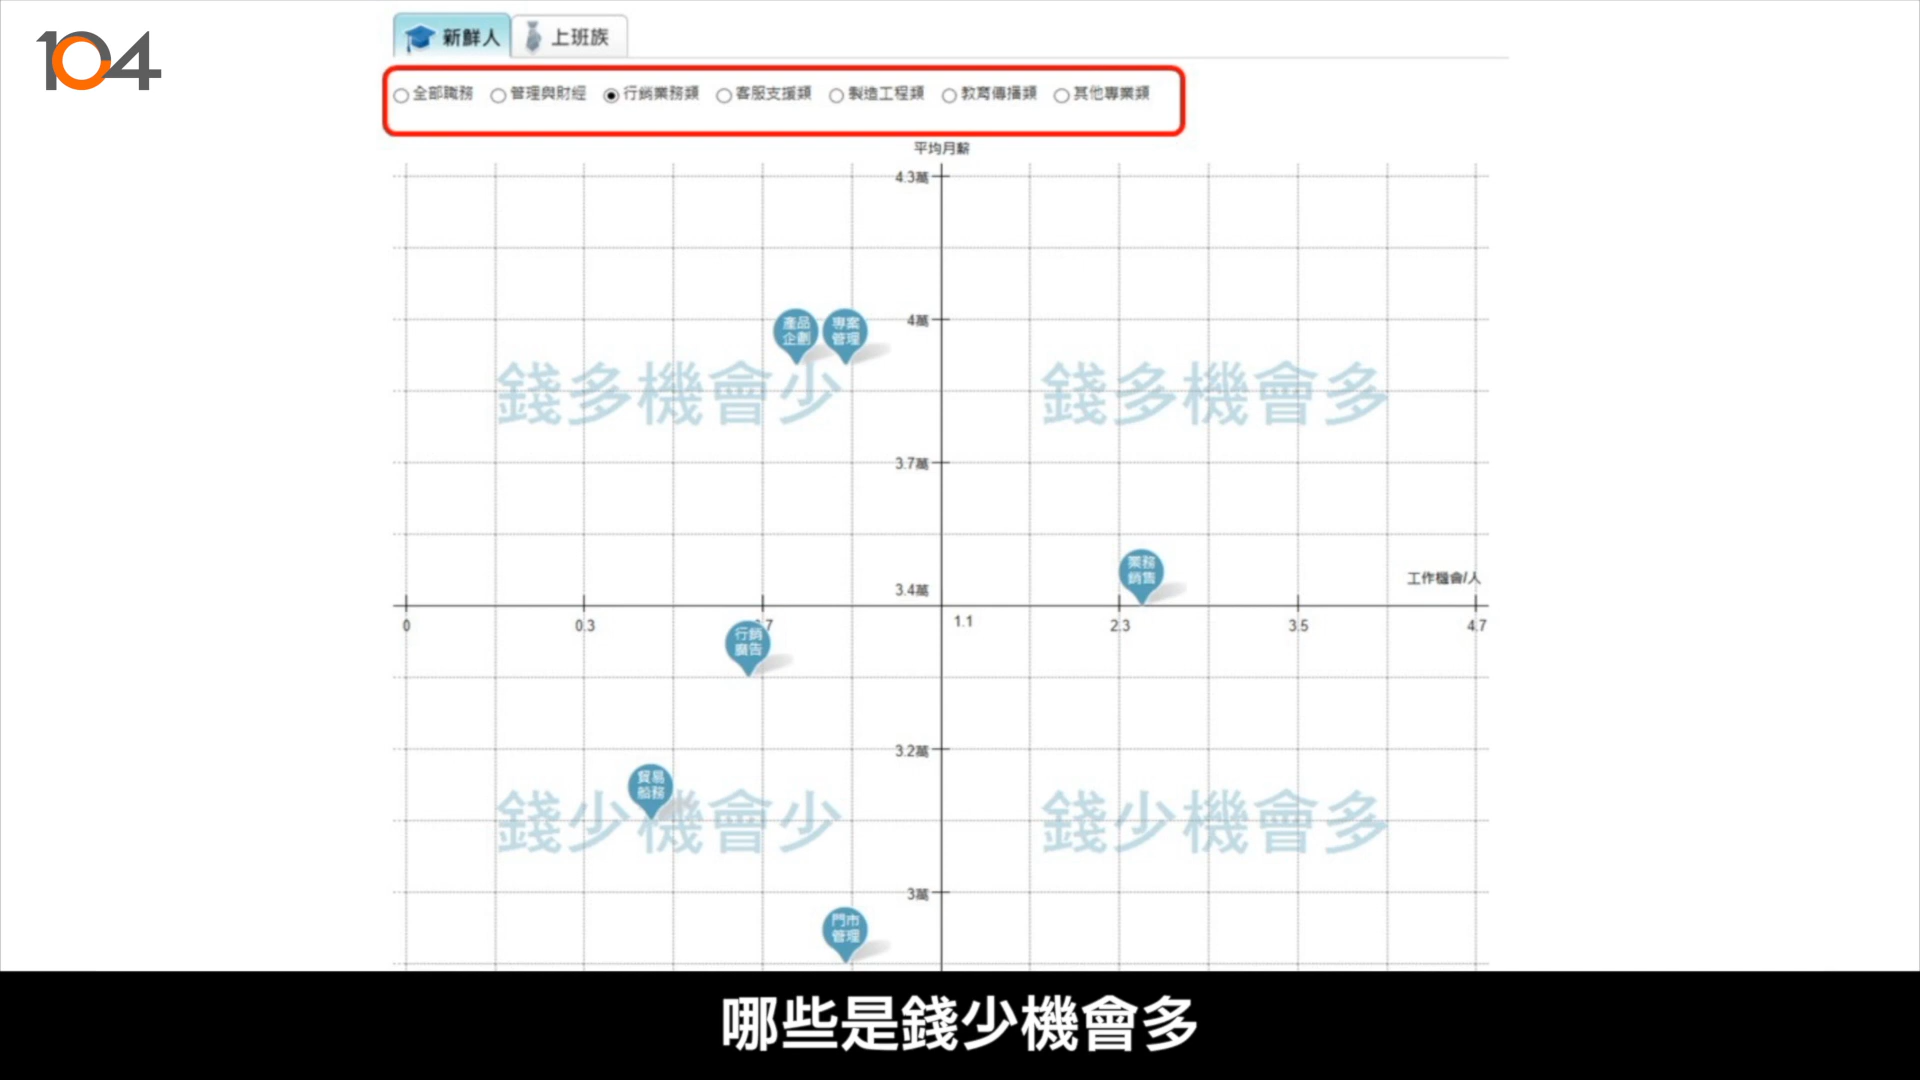 104
新鮮人 上班族
全部職務 管理與財經 行銷業務類 客服支援類 製造工程類 教育傳播類 其他專業類
平均月薪
4.3萬
產品
企劃
專案
管理
4萬
錢多機會少 錢多機會多
3.7萬
業務
銷售
3.4萬
工作機會/人
0 0.3 .7 1.1 2.3 3.5 4.7
行銷
廣告
3.2萬
貿易
船務
錢少機會少 錢少機會多
3萬
門市
管理
哪些是錢少機會多